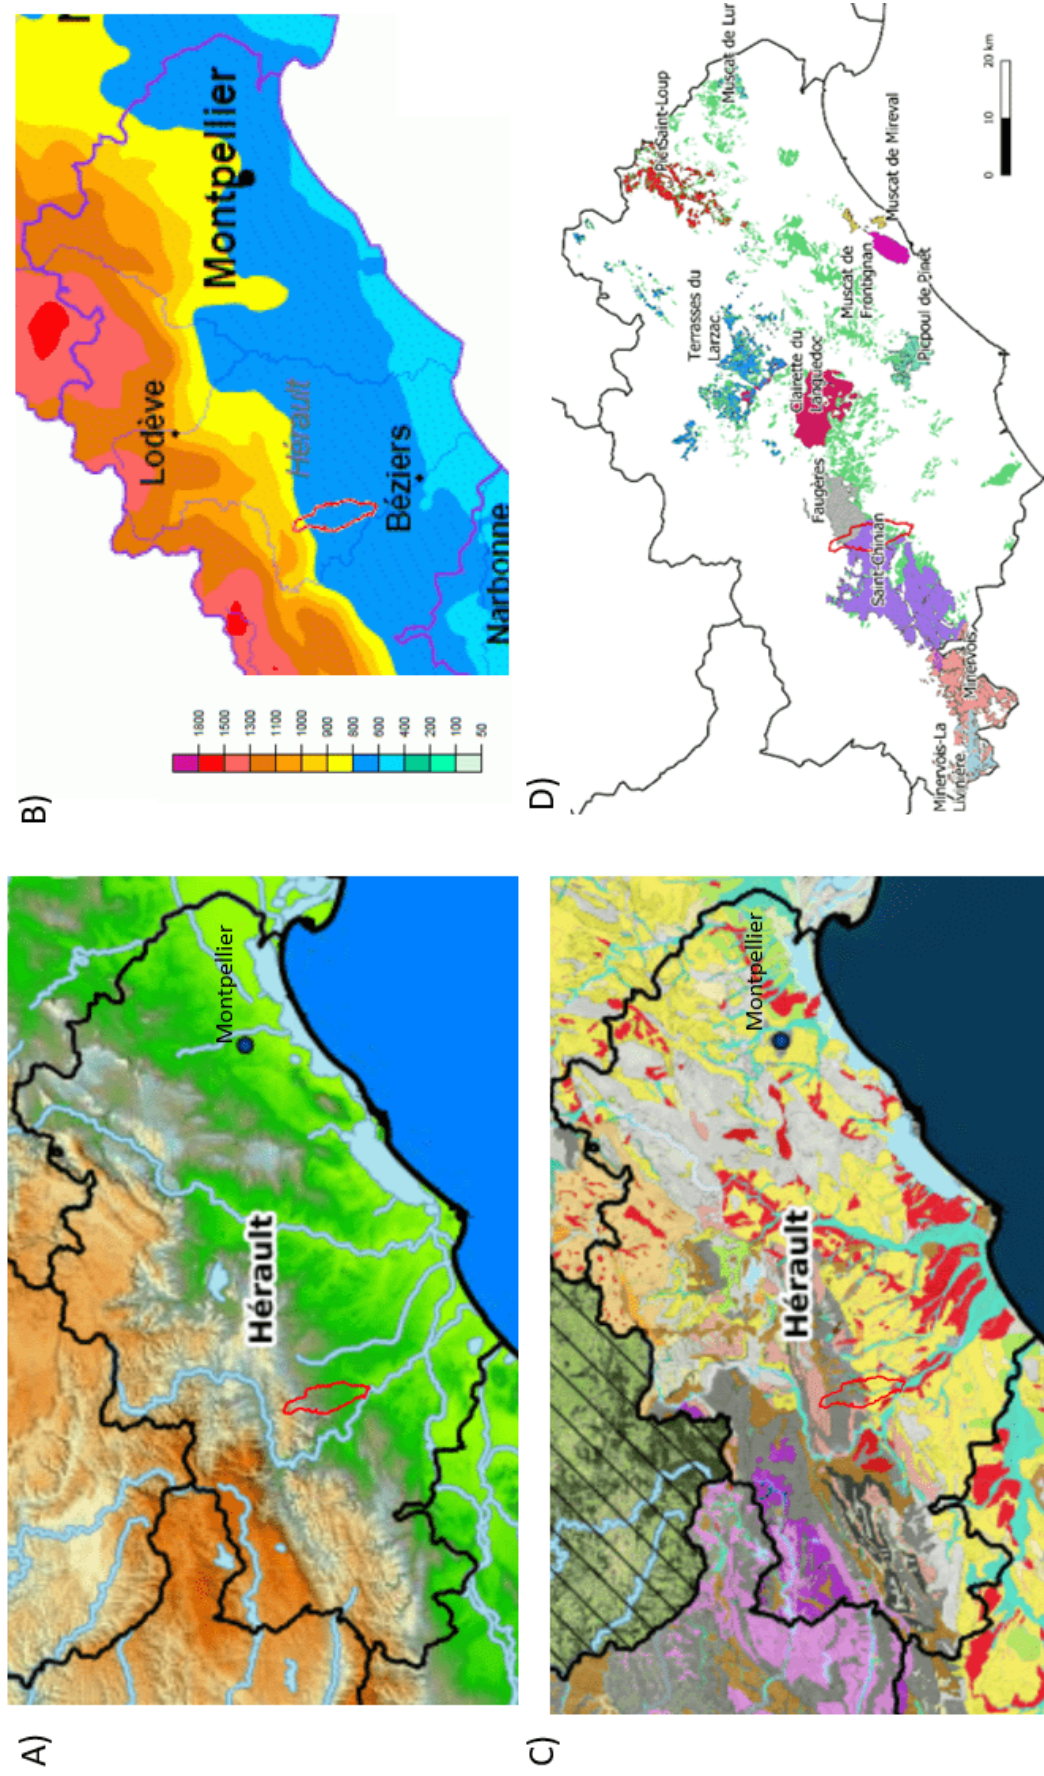 A)
Montpellier
Hérault
B)
Lodève
Montpellier
Hérault
Béziers
Narbonne
1800
1500
1300
1100
1000
900
800
600
400
200
100
50
C)
Montpellier
Hérault
D)
Saint-Loup
Muscat de Lur
Terrasses du
Larzac
Muscat de Mireval
Muscat de
Frontignan
Clairette du
Languedoc
Picpoul de Pinet
Faugères
Saint-Chinian
Minervois
Minervois-La
Livinière
0
10
20 km